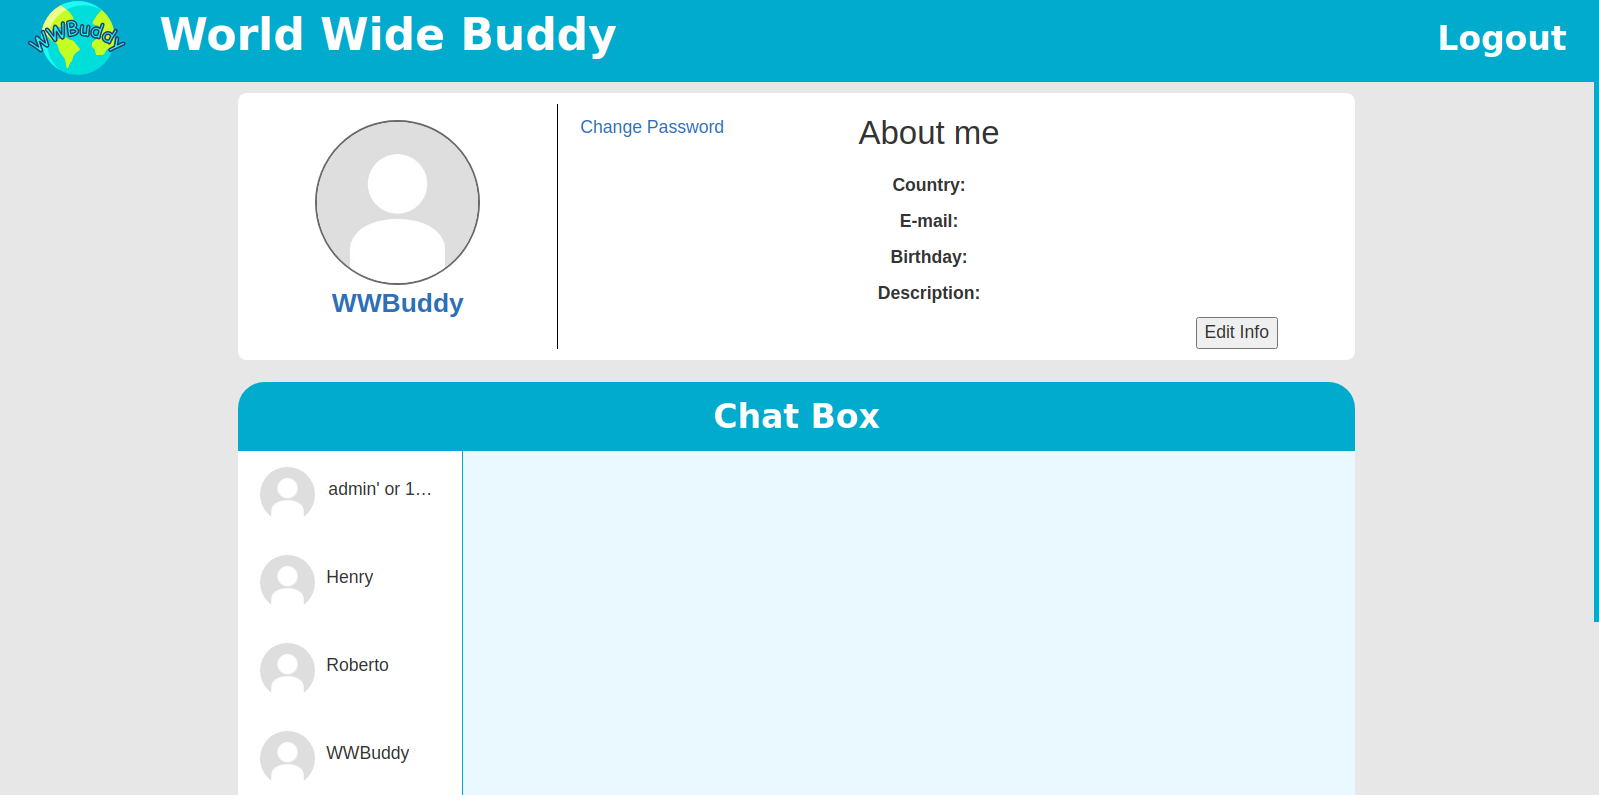 WWBuddy
World Wide Buddy
Logout
Change Password
About me
Country:
E-mail:
Birthday:
Description:
Edit Info
WWBuddy
Chat Box
admin' or 1...
Henry
Roberto
WWBuddy